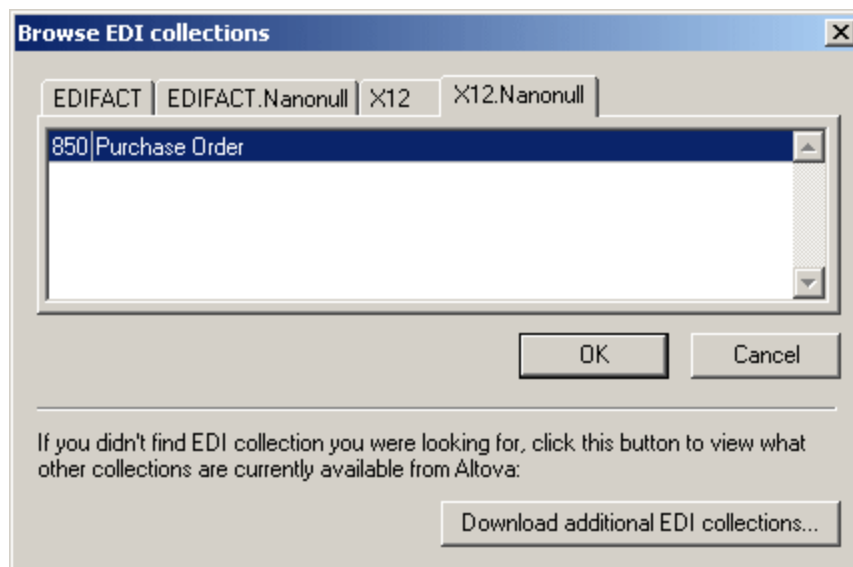 Browse EDI collections
EDIFACT EDIFACT.Nanonull X12 X12.Nanonull
850 Purchase Order
OK Cancel
If you didn't find EDI collection you were looking for, click this button to view what
other collections are currently available from Altova:
Download additional EDI collections...